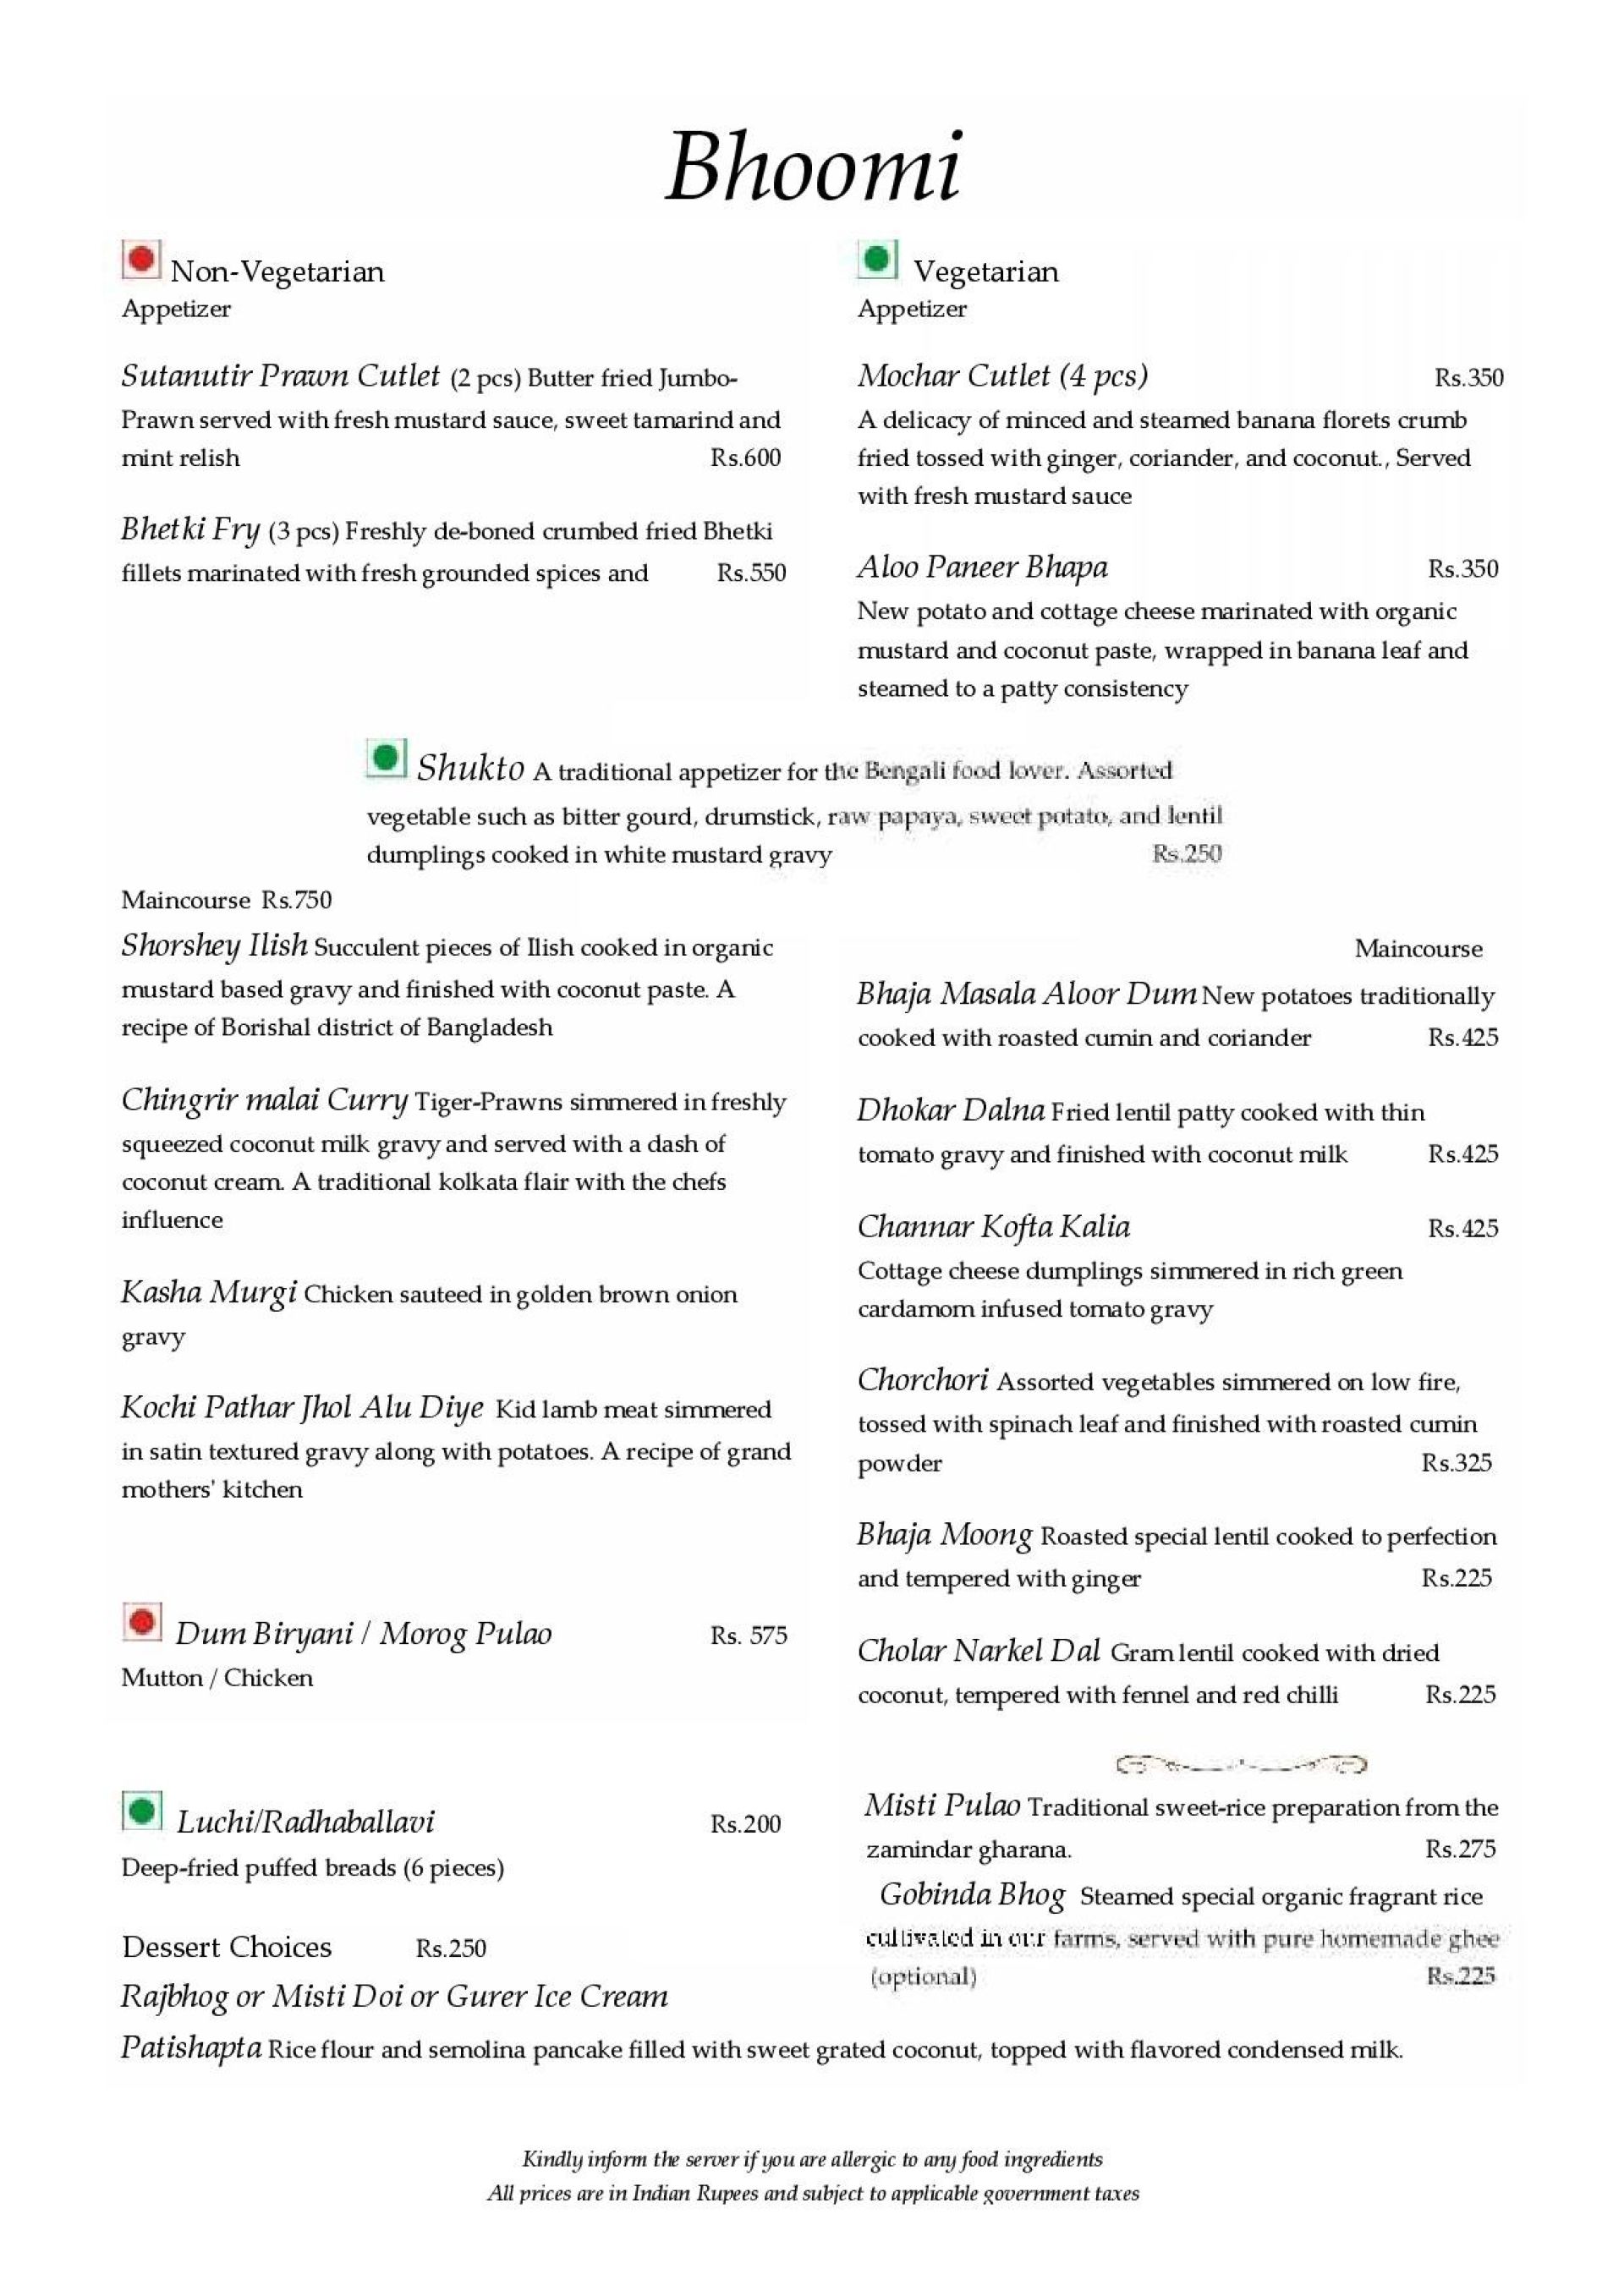 Bhoomi
Non-Vegetarian
Appetizer
Sutanutir Prawn Cutlet (2 pcs) Butter fried Jumbo-
Prawn served with fresh mustard sauce, sweet tamarind and
mint relish Rs.600
Bhetki Fry (3 pcs) Freshly de-boned crumbed fried Bhetki
fillets marinated with fresh grounded spices and Rs.550
Vegetarian
Appetizer
Mochar Cutlet (4 pcs) Rs.350
A delicacy of minced and steamed banana florets crumb
fried tossed with ginger, coriander, and coconut., Served
with fresh mustard sauce
Aloo Paneer Bhapa Rs.350
New potato and cottage cheese marinated with organic
mustard and coconut paste, wrapped in banana leaf and
steamed to a patty consistency
Shukto A traditional appetizer for the Bengali food lover. Assorted
vegetable such as bitter gourd, drumstick, raw papaya, sweet potato, and lentil
dumplings cooked in white mustard gravy Rs.250
Maincourse Rs.750
Shorshey Ilish Succulent pieces of Ilish cooked in organic
mustard based gravy and finished with coconut paste. A
recipe of Borishal district of Bangladesh
Chingrir malai Curry Tiger-Prawns simmered in freshly
squeezed coconut milk gravy and served with a dash of
coconut cream. A traditional kolkata flair with the chefs
influence
Kasha Murgi Chicken sauteed in golden brown onion
gravy
Kochi Pathar Jhol Alu Diye Kid lamb meat simmered
in satin textured gravy along with potatoes. A recipe of grand
mothers' kitchen
Dum Biryani / Morog Pulao Rs. 575
Mutton / Chicken
Luchi/Radhaballavi Rs.200
Deep-fried puffed breads (6 pieces)
Maincourse
Bhaja Masala Aloor Dum New potatoes traditionally
cooked with roasted cumin and coriander Rs.425
Dhokar Dalna Fried lentil patty cooked with thin
tomato gravy and finished with coconut milk Rs.425
Channar Kofta Kalia Rs.425
Cottage cheese dumplings simmered in rich green
cardamom infused tomato gravy
Chorchori Assorted vegetables simmered on low fire,
tossed with spinach leaf and finished with roasted cumin
powder Rs.325
Bhaja Moong Roasted special lentil cooked to perfection
and tempered with ginger Rs.225
Cholar Narkel Dal Gram lentil cooked with dried
coconut, tempered with fennel and red chilli Rs.225
Misti Pulao Traditional sweet-rice preparation from the
zamindar gharana. Rs.275
Gobinda Bhog Steamed special organic fragrant rice
cultivated in our farms, served with pure homemade ghee
(optional) Rs.225
Dessert Choices Rs.250
Rajbhog or Misti Doi or Gurer Ice Cream
Patishapta Rice flour and semolina pancake filled with sweet grated coconut, topped with flavored condensed milk.
Kindly inform the server if you are allergic to any food ingredients
All prices are in Indian Rupees and subject to applicable government taxes